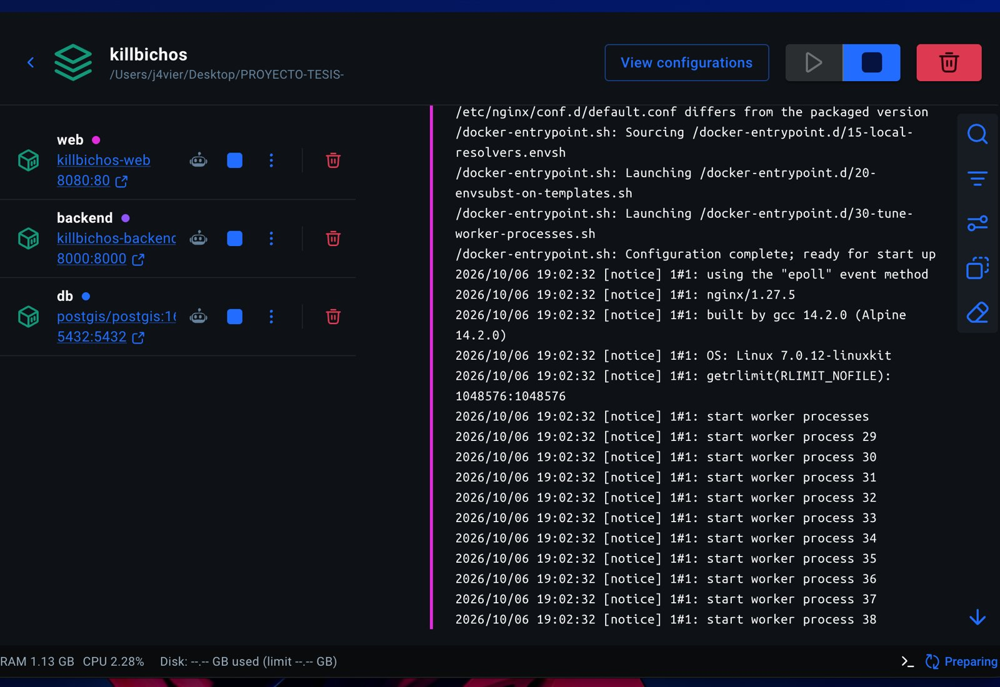 killbichos
/Users/j4vier/Desktop/PROYECTO-TESIS-
View configurations
web
killbichos-web
8080:80
backend
killbichos-backend
8000:8000
db
postgis/postgis:16
5432:5432
/etc/nginx/conf.d/default.conf differs from the packaged version
/docker-entrypoint.sh: Sourcing /docker-entrypoint.d/15-local-
resolvers.envsh
/docker-entrypoint.sh: Launching /docker-entrypoint.d/20-
envsubst-on-templates.sh
/docker-entrypoint.sh: Launching /docker-entrypoint.d/30-tune-
worker-processes.sh
/docker-entrypoint.sh: Configuration complete; ready for start up
2026/10/06 19:02:32 [notice] 1#1: using the "epoll" event method
2026/10/06 19:02:32 [notice] 1#1: nginx/1.27.5
2026/10/06 19:02:32 [notice] 1#1: built by gcc 14.2.0 (Alpine
14.2.0)
2026/10/06 19:02:32 [notice] 1#1: OS: Linux 7.0.12-linuxkit
2026/10/06 19:02:32 [notice] 1#1: getrlimit(RLIMIT_NOFILE):
1048576:1048576
2026/10/06 19:02:32 [notice] 1#1: start worker processes
2026/10/06 19:02:32 [notice] 1#1: start worker process 29
2026/10/06 19:02:32 [notice] 1#1: start worker process 30
2026/10/06 19:02:32 [notice] 1#1: start worker process 31
2026/10/06 19:02:32 [notice] 1#1: start worker process 32
2026/10/06 19:02:32 [notice] 1#1: start worker process 33
2026/10/06 19:02:32 [notice] 1#1: start worker process 34
2026/10/06 19:02:32 [notice] 1#1: start worker process 35
2026/10/06 19:02:32 [notice] 1#1: start worker process 36
2026/10/06 19:02:32 [notice] 1#1: start worker process 37
2026/10/06 19:02:32 [notice] 1#1: start worker process 38
RAM 1.13 GB CPU 2.28% Disk: --.-- GB used (limit --.-- GB)
Preparing